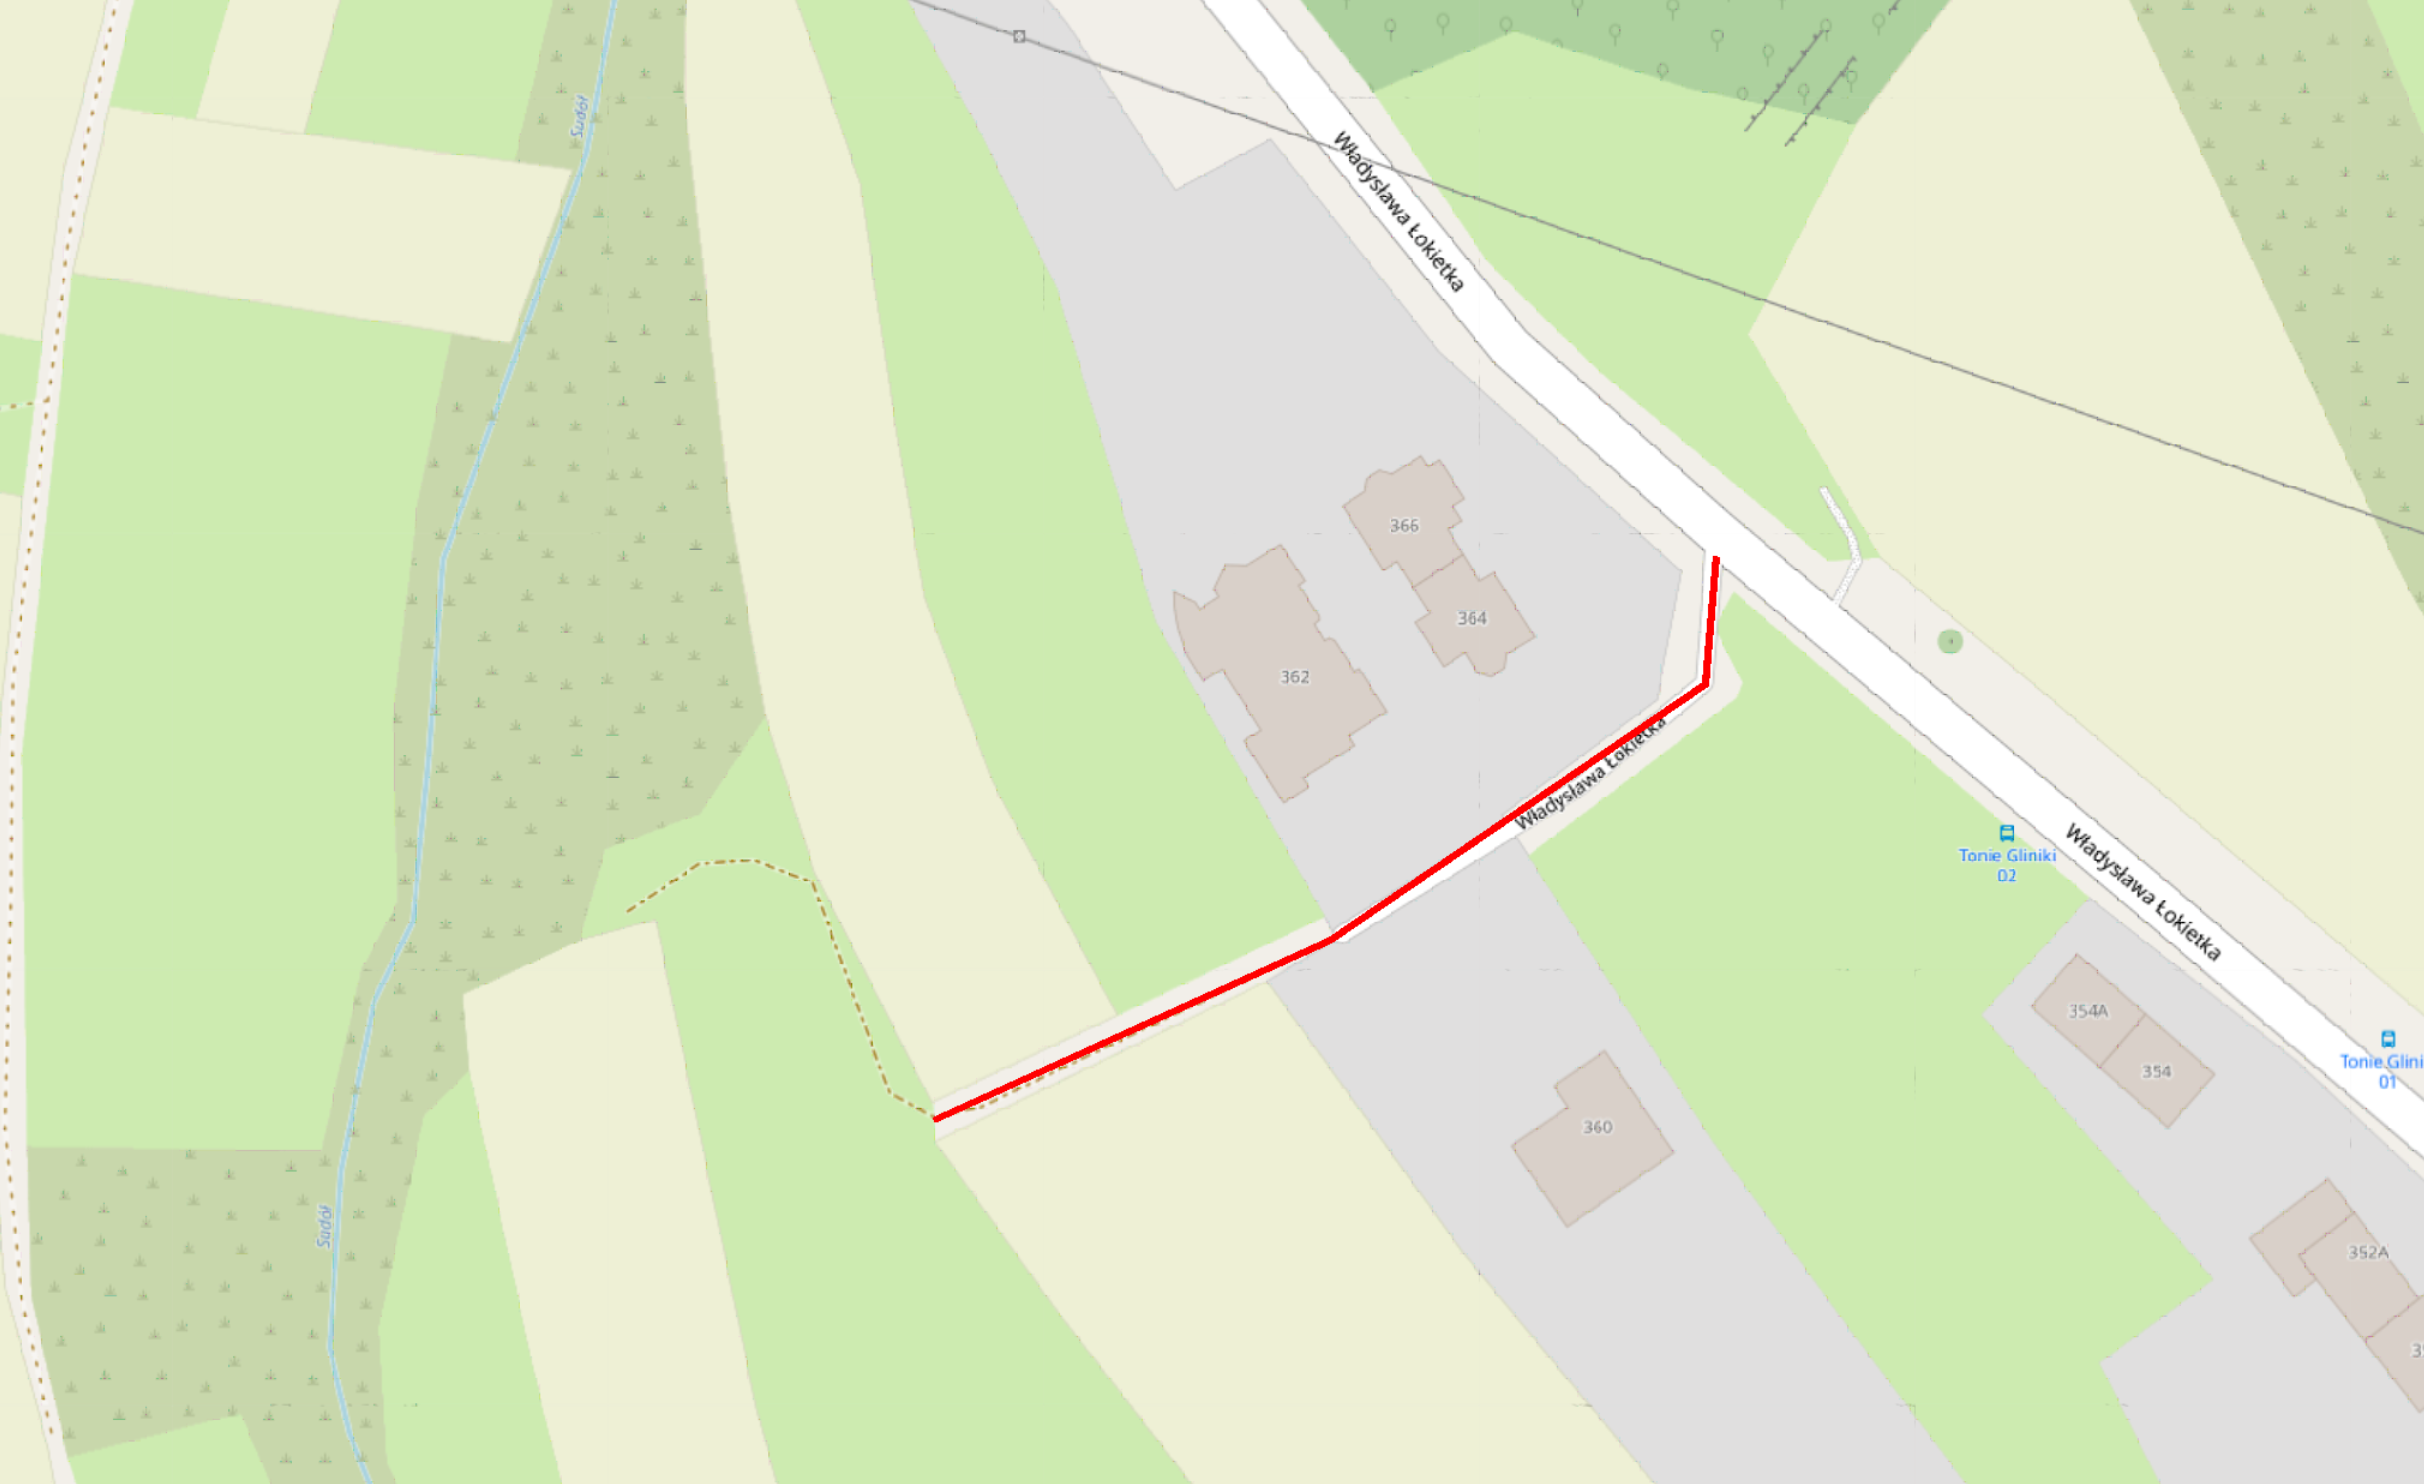 Sudół
Władysława Łokietka
366
364
362
Władysława Łokietka
Tonie Gliniki
02
Władysława Łokietka
354A
354
Tonie Glini
01
360
Sudół
352A